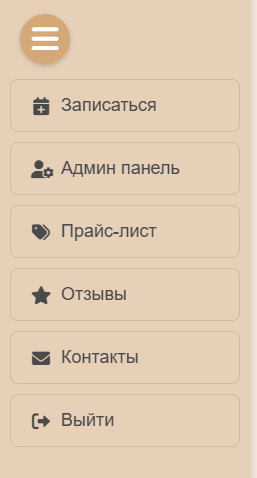 Записаться
Админ панель
Прайс-лист
Отзывы
Контакты
Выйти